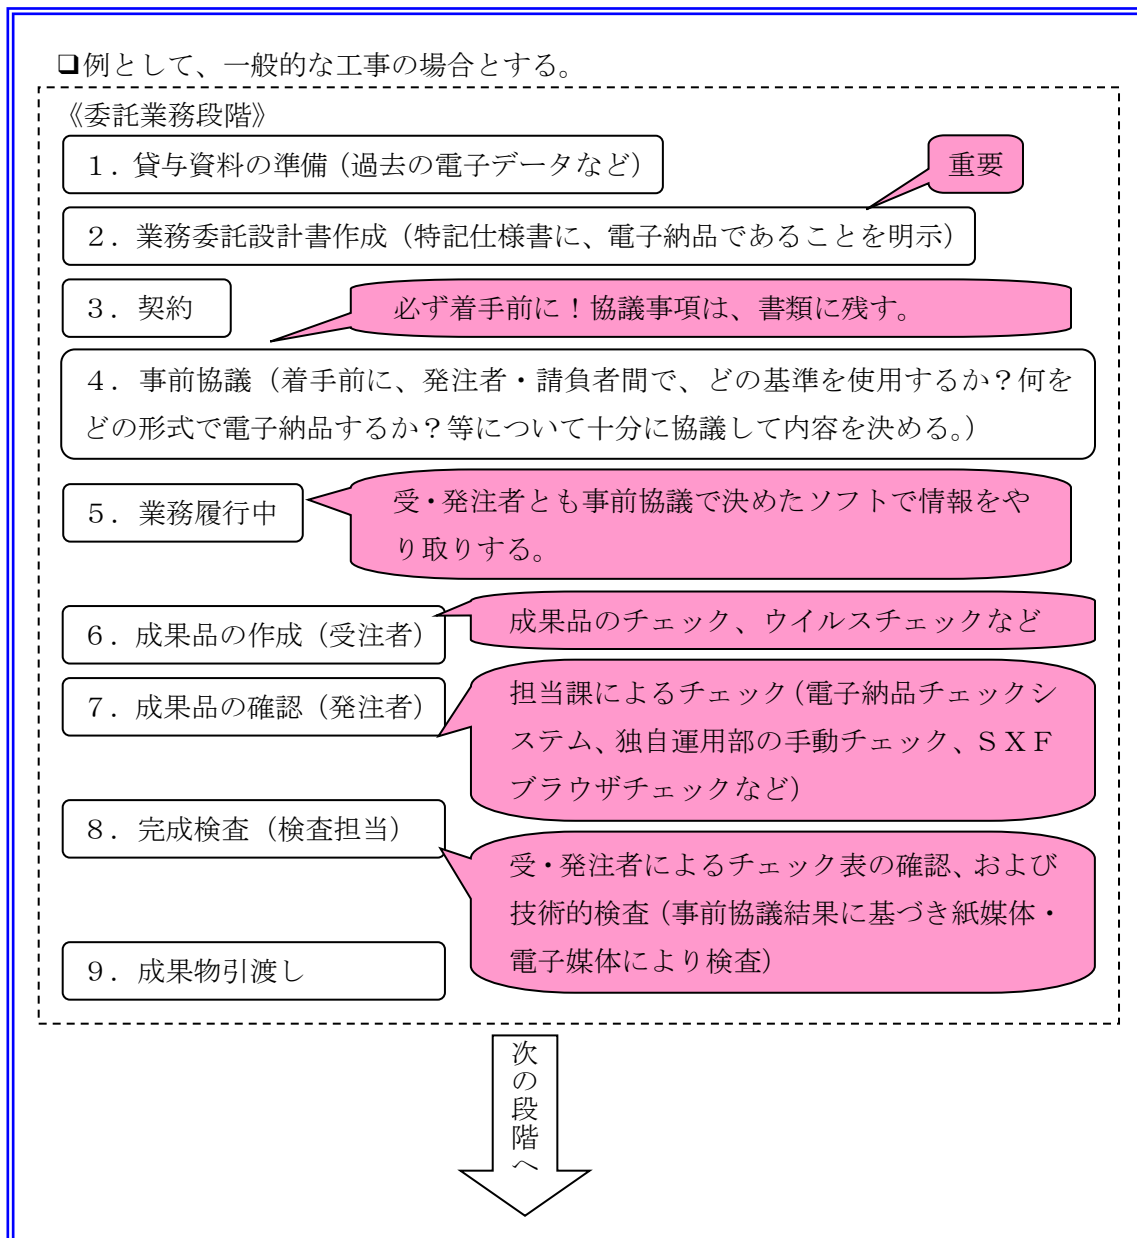 ❑例として、一般的な工事の場合とする。
《委託業務段階》
１．貸与資料の準備（過去の電子データなど）
重要
２．業務委託設計書作成（特記仕様書に、電子納品であることを明示）
３．契約
必ず着手前に！協議事項は、書類に残す。
４．事前協議（着手前に、発注者・請負者間で、どの基準を使用するか？何を
どの形式で電子納品するか？等について十分に協議して内容を決める。）
５．業務履行中
受・発注者とも事前協議で決めたソフトで情報をや
り取りする。
６．成果品の作成（受注者）
成果品のチェック、ウイルスチェックなど
７．成果品の確認（発注者）
担当課によるチェック（電子納品チェックシ
ステム、独自運用部の手動チェック、ＳＸＦ
ブラウザチェックなど）
８．完成検査（検査担当）
受・発注者によるチェック表の確認、および
技術的検査（事前協議結果に基づき紙媒体・
電子媒体により検査）
９．成果物引渡し
次の段階へ